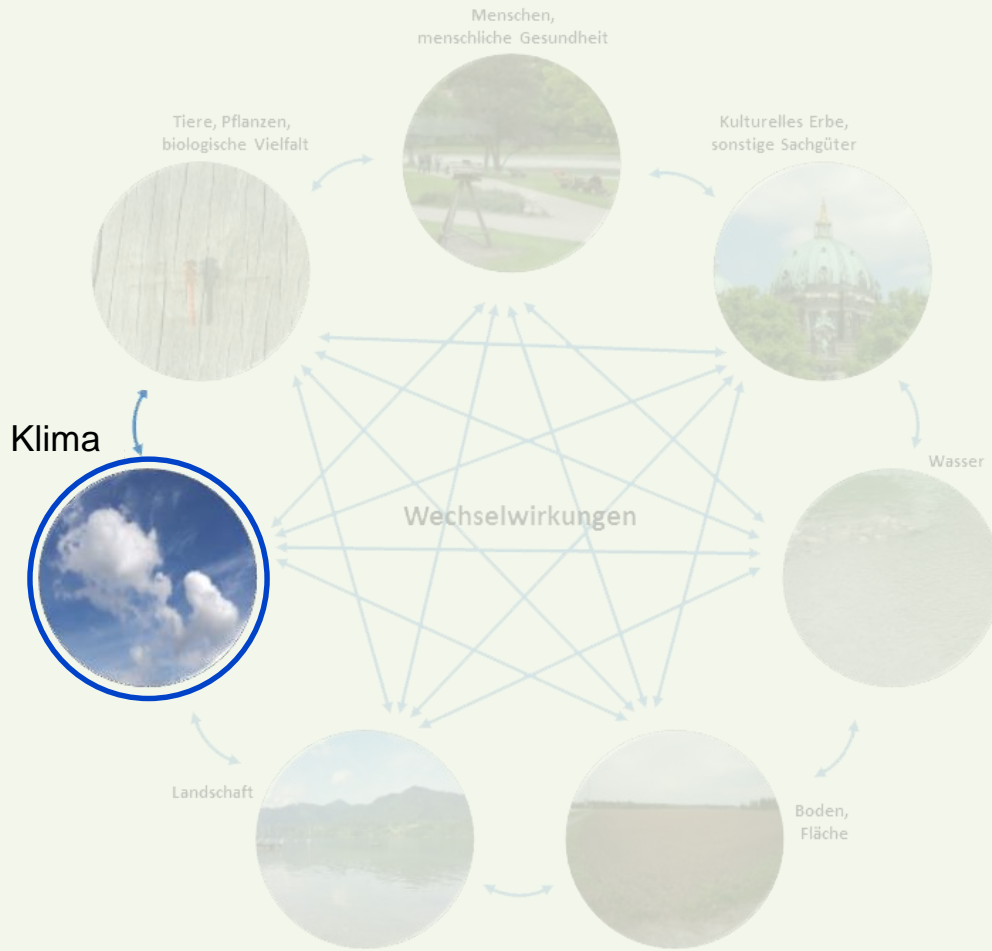 Menschen,
menschliche Gesundheit
Tiere, Pflanzen,
biologische Vielfalt
Kulturelles Erbe,
sonstige Sachgüter
Klima
Wasser
Wechselwirkungen
Landschaft
Boden,
Fläche